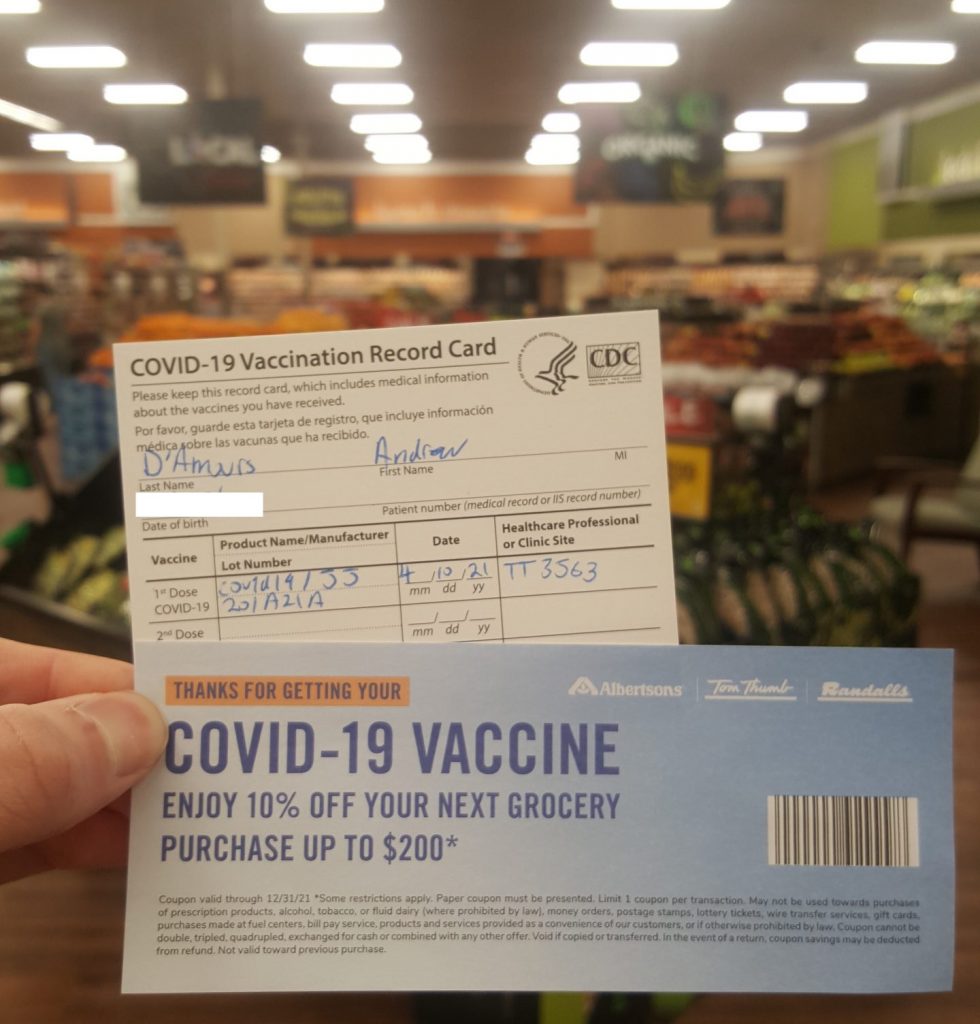 LOCAL
ORGANIC
COVID-19 Vaccination Record Card
CDC
Please keep this record card, which includes medical information
about the vaccines you have received.
Por favor, guarde esta tarjeta de registro, que incluye información
médica sobre las vacunas que ha recibido.
D'Amours Andrew
Last Name First Name MI
Date of birth Patient number (medical record or IIS record number)
Vaccine Product Name/Manufacturer Date Healthcare Professional
Lot Number or Clinic Site
1st Dose covid19/JJ 4/10/21 TT3563
COVID-19 201A21A mm dd yy
2nd Dose / /
mm dd yy
THANKS FOR GETTING YOUR
Albertsons Tom Thumb Randalls
COVID-19 VACCINE
ENJOY 10% OFF YOUR NEXT GROCERY
PURCHASE UP TO $200*
Coupon valid through 12/31/21 *Some restrictions apply. Paper coupon must be presented. Limit 1 coupon per transaction. May not be used towards purchases
of prescription products, alcohol, tobacco, or fluid dairy (where prohibited by law), money orders, postage stamps, lottery tickets, wire transfer services, gift cards,
purchases made at fuel centers, bill pay service, products and services provided as a convenience of our customers, or if otherwise prohibited by law. Coupon cannot be
double, tripled, quadrupled, exchanged for cash or combined with any other offer. Void if copied or transferred. In the event of a return, coupon savings may be deducted
from refund. Not valid toward previous purchase.